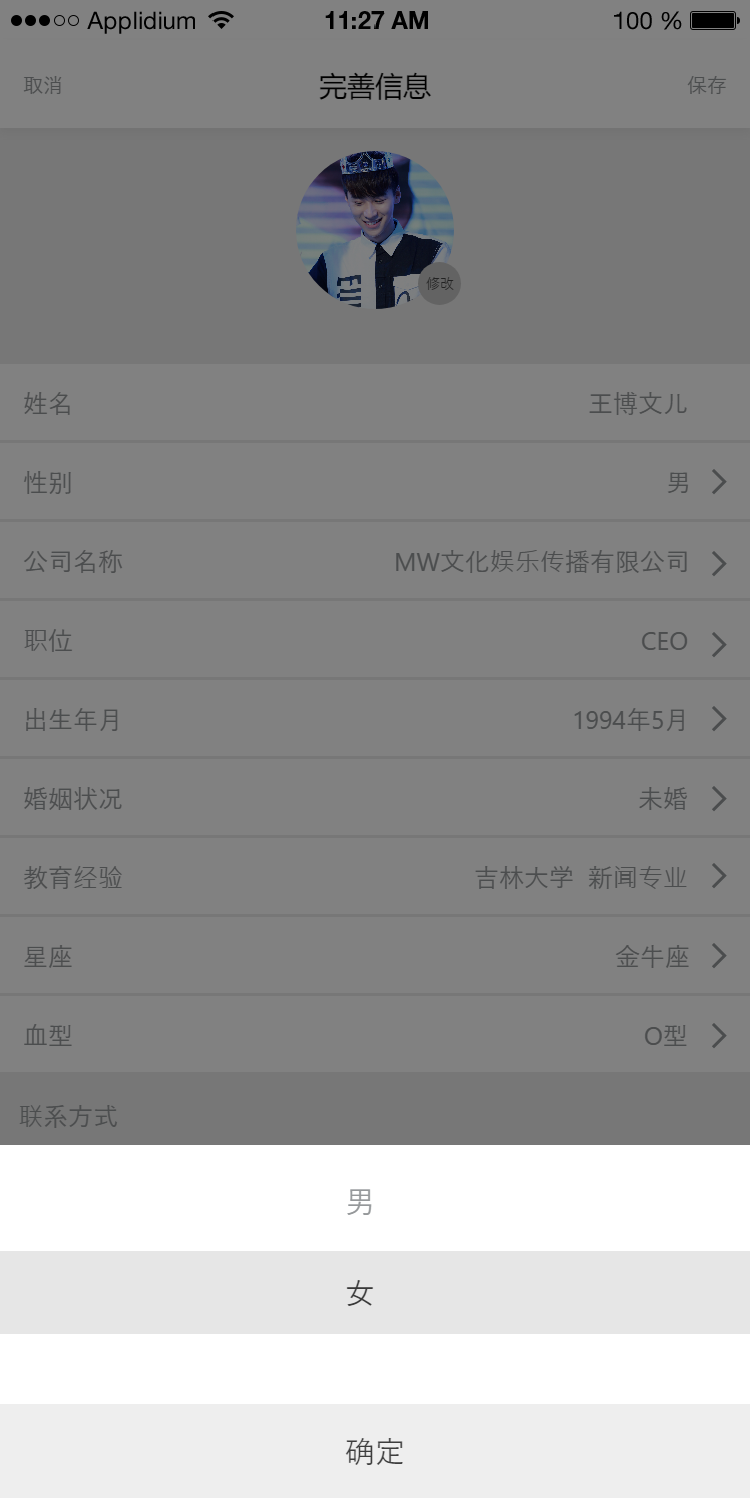 Applidium 11:27 AM 100 %
取消 完善信息 保存
修改
姓名 王博文儿
性别 男
公司名称 MW文化娱乐传播有限公司
职位 CEO
出生年月 1994年5月
婚姻状况 未婚
教育经验 吉林大学 新闻专业
星座 金牛座
血型 O型
联系方式
男
女
确定